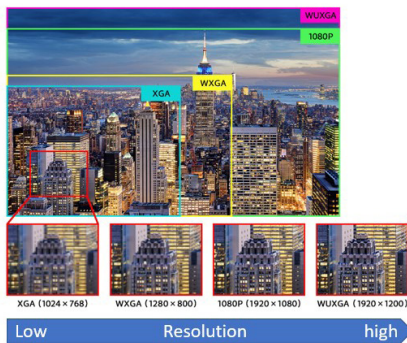 WUXGA
1080P
WXGA
XGA
XGA (1024×768)
WXGA (1280×800)
1080P (1920×1080)
WUXGA (1920×1200)
Low Resolution high